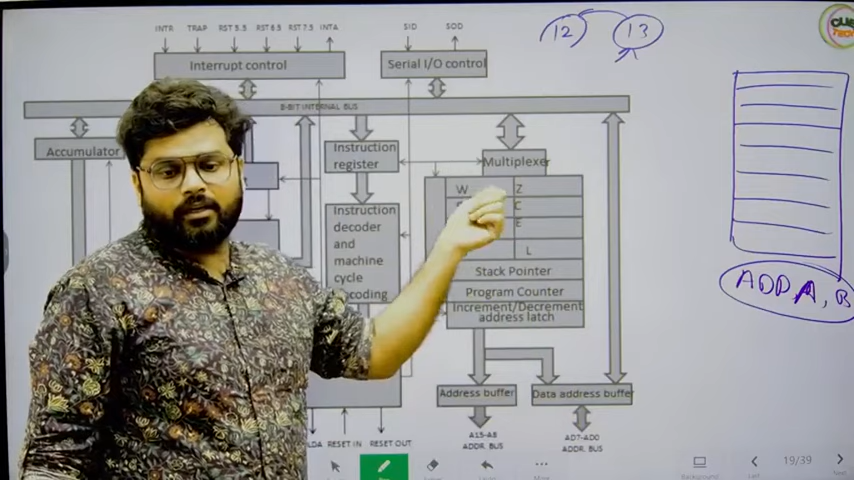 INTR TRAP RST 5.5 RST 6.5 RST 7.5 INTA
SID SOD
12 13
Interrupt control
Serial I/O control
8-BIT INTERNAL BUS
Accumulator
Instruction register
Multiplexer
W Z
C
E
L
Instruction decoder and machine cycle
Stack Pointer
Program Counter
Increment/Decrement address latch
Address buffer
Data address buffer
RESET IN RESET OUT
A15-A8
ADDR. BUS
AD7-AD0
ADDR. BUS
ADD A, B
19/39
More
Left
Next